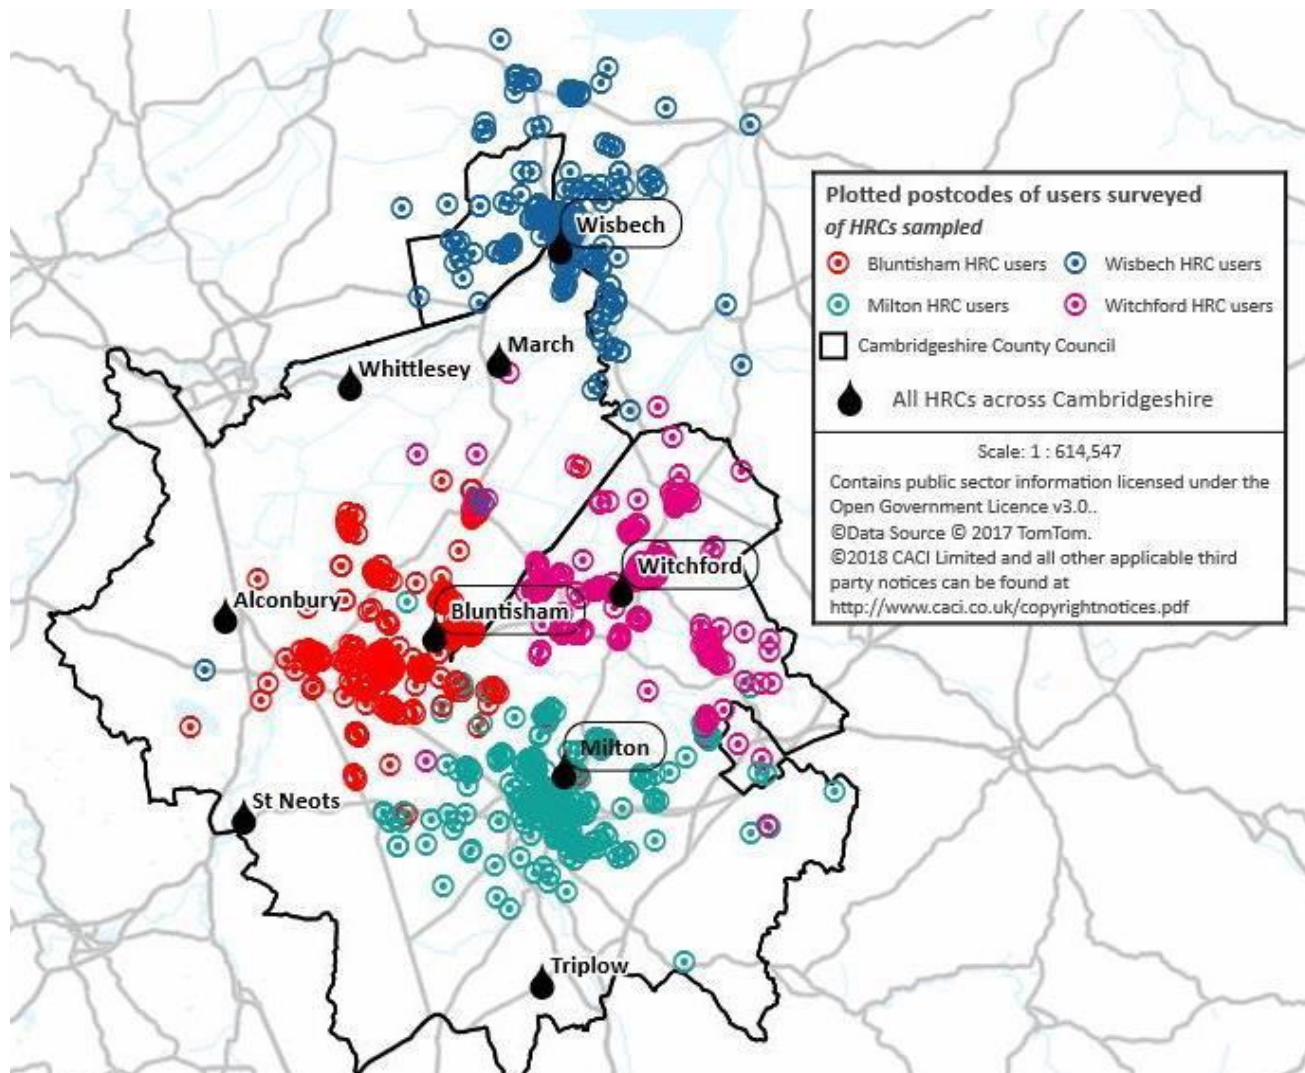 Wisbech
March
Whittlesey
Witchford
Alconbury
Bluntisham
Milton
St Neots
Triplow
Plotted postcodes of users surveyed
of HRCs sampled
Bluntisham HRC users
Wisbech HRC users
Milton HRC users
Witchford HRC users
Cambridgeshire County Council
All HRCs across Cambridgeshire
Scale: 1 : 614,547
Contains public sector information licensed under the
Open Government Licence v3.0..
©Data Source © 2017 TomTom.
©2018 CACI Limited and all other applicable third
party notices can be found at
http://www.caci.co.uk/copyrightnotices.pdf